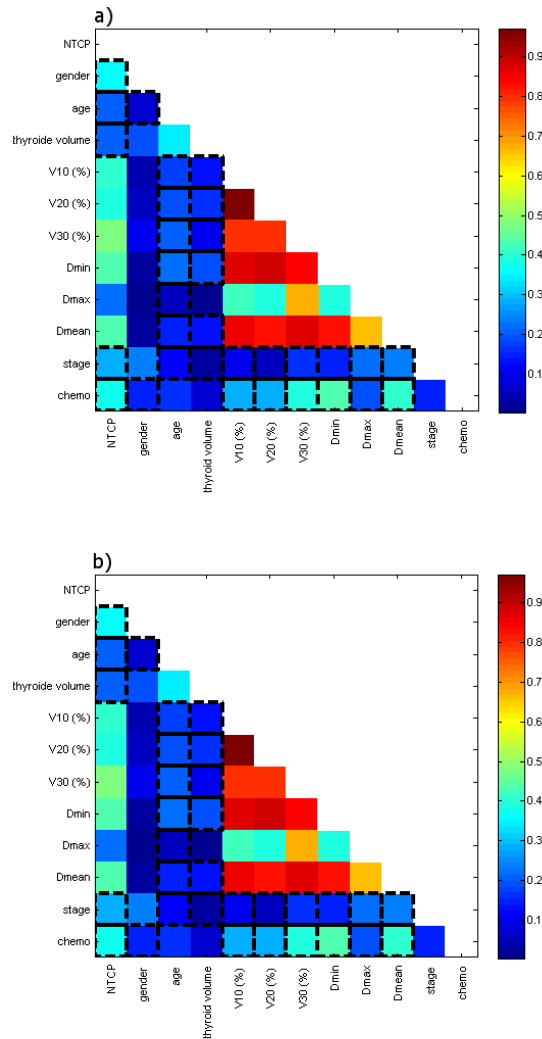 a)
NTCP
gender
age
thyroide volume
V10 (%)
V20 (%)
V30 (%)
Dmin
Dmax
Dmean
stage
chemo
NTCP
gender
age
thyroid volume
V10 (%)
V20 (%)
V30 (%)
Dmin
Dmax
Dmean
stage
chemo
0.9
0.8
0.7
0.6
0.5
0.4
0.3
0.2
0.1
b)
NTCP
gender
age
thyroide volume
V10 (%)
V20 (%)
V30 (%)
Dmin
Dmax
Dmean
stage
chemo
NTCP
gender
age
thyroid volume
V10 (%)
V20 (%)
V30 (%)
Dmin
Dmax
Dmean
stage
chemo
0.9
0.8
0.7
0.6
0.5
0.4
0.3
0.2
0.1